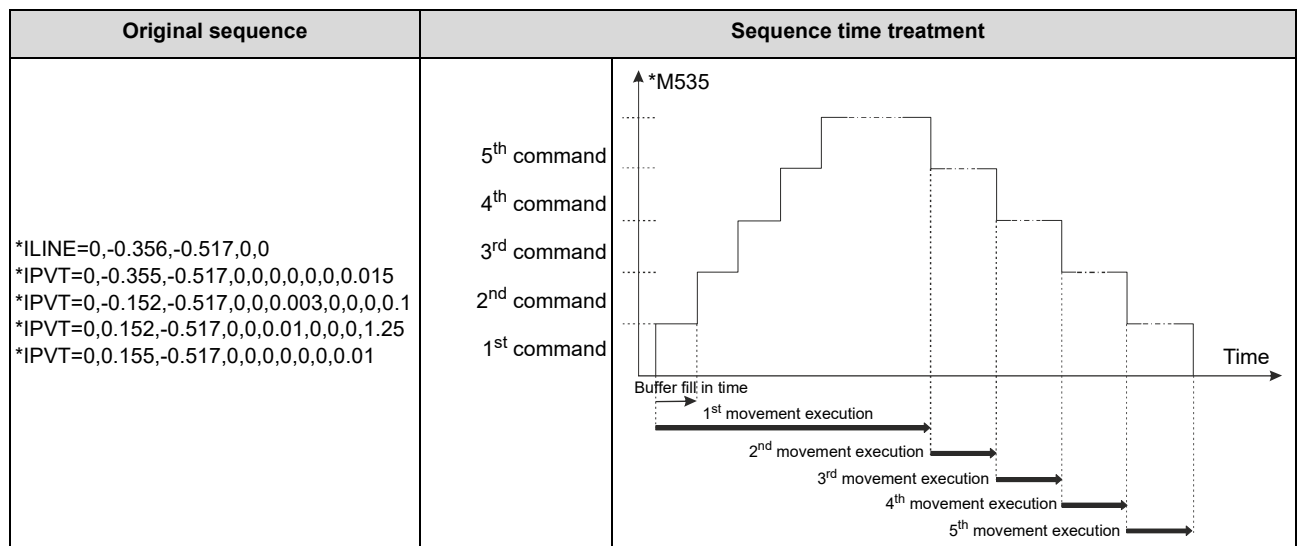 Original sequence
Sequence time treatment
*ILINE=0,-0.356,-0.517,0,0
*IPVT=0,-0.355,-0.517,0,0,0,0,0,0,0.015
*IPVT=0,-0.152,-0.517,0,0,0.003,0,0,0,0.1
*IPVT=0,0.152,-0.517,0,0,0.01,0,0,0,1.25
*IPVT=0,0.155,-0.517,0,0,0,0,0,0,0.01
*M535
5th command
4th command
3rd command
2nd command
1st command
Time
Buffer fill in time
1st movement execution
2nd movement execution
3rd movement execution
4th movement execution
5th movement execution